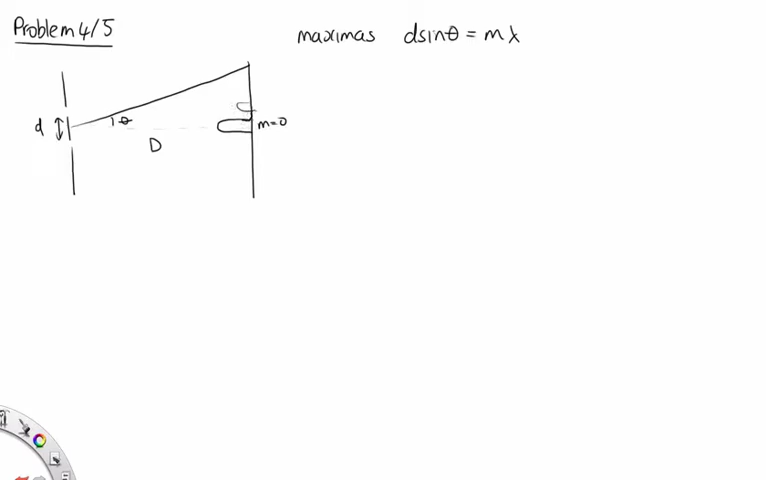 Problem 4/5
maximas dsinθ = mλ
d
θ
m=0
D